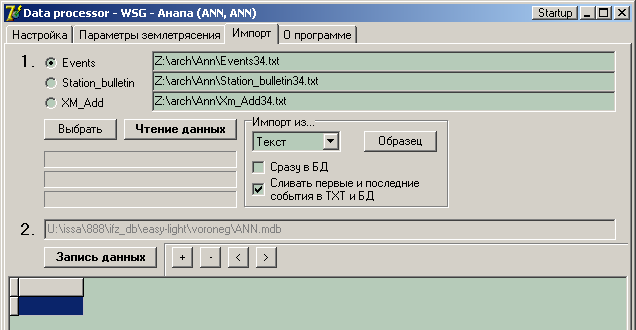 Data processor - WSG - Анапа (ANN, ANN)
Startup
Настройка Параметры землетрясения Импорт О программе
1. Events Z:\arch\Ann\Events34.txt
Station_bulletin Z:\arch\Ann\Station_bulletin34.txt
XM_Add Z:\arch\Ann\Xm_Add34.txt
Выбрать Чтение данных
Импорт из...
Текст Образец
Сразу в БД
Сливать первые и последние
события в TXT и БД
2. U:\issa\888\ifz_db\easy-light\voroneg\ANN.mdb
Запись данных + - < >